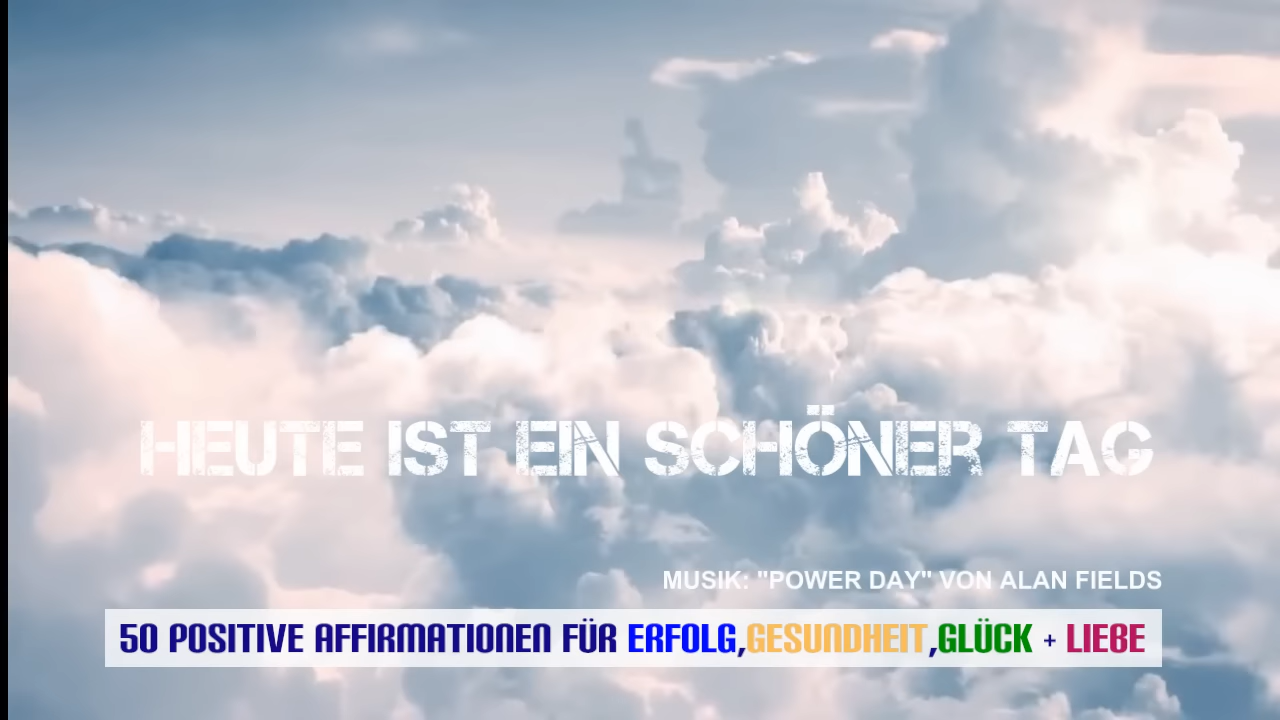 HEUTE IST EIN SCHÖNER TAG
MUSIK: "POWER DAY" VON ALAN FIELDS
50 POSITIVE AFFIRMATIONEN FÜR ERFOLG,GESUNDHEIT,GLÜCK + LIEBE